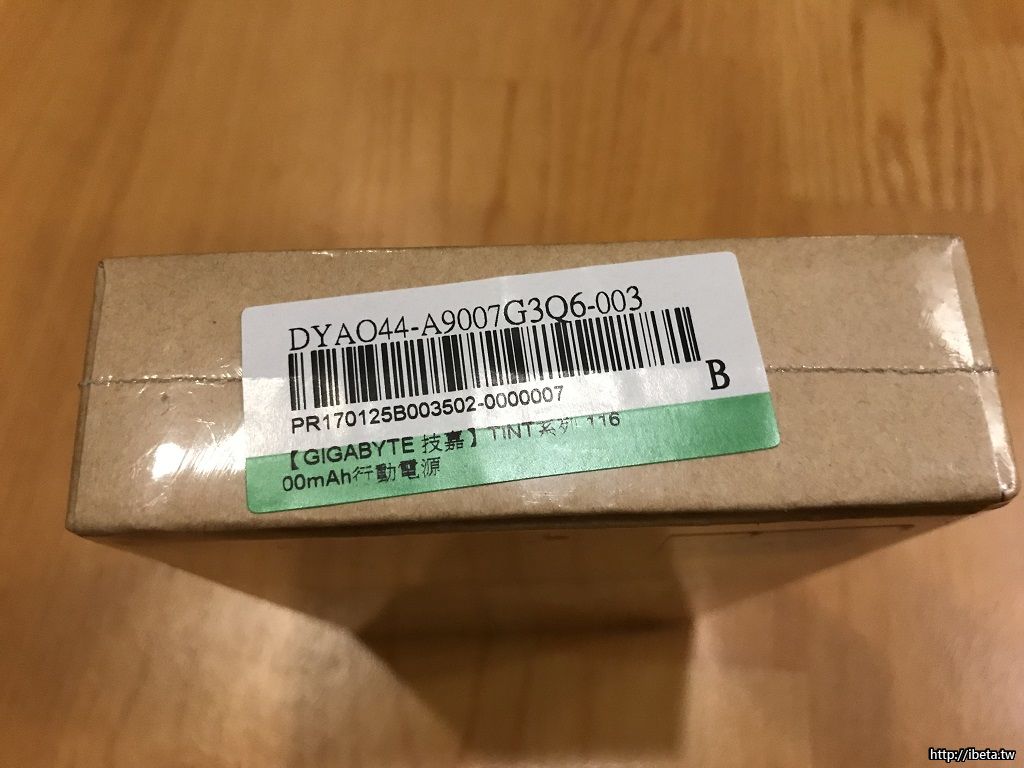 DYAO44-A9007G3Q6-003
B
PR170125B003502-0000007
【GIGABYTE 技嘉】TINT系列 116
00mAh行動電源
http://ibeta.tw